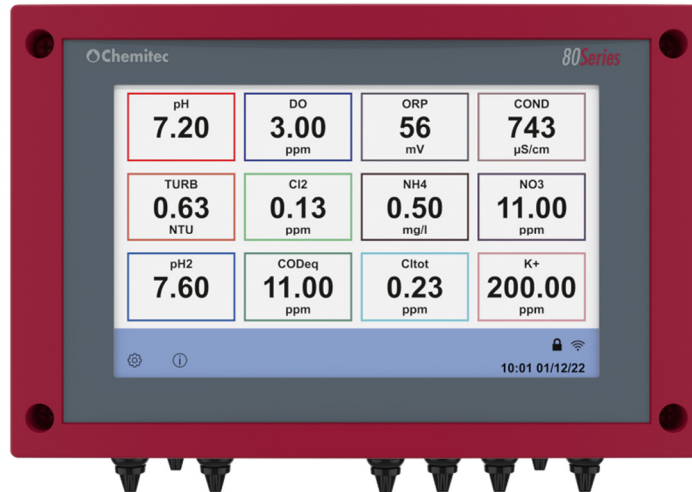 Chemitec
80Series
pH
7.20
DO
3.00
ppm
ORP
56
mV
COND
743
µS/cm
TURB
0.63
NTU
Cl2
0.13
ppm
NH4
0.50
mg/l
NO3
11.00
ppm
pH2
7.60
CODeq
11.00
ppm
Cltot
0.23
ppm
K+
200.00
ppm
10:01 01/12/22